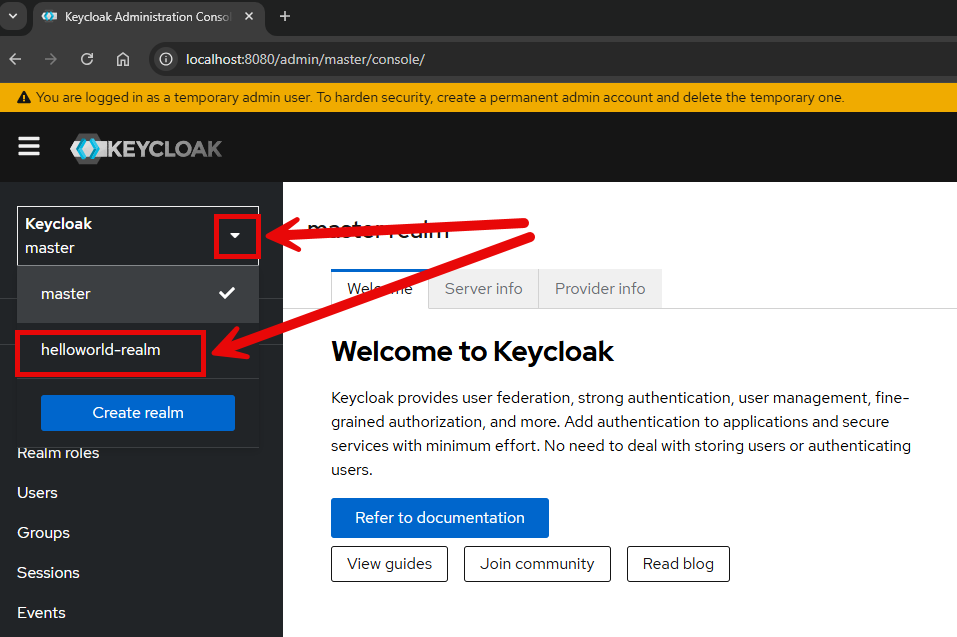 Keycloak Administration Conso
localhost:8080/admin/master/console/
You are logged in as a temporary admin user. To harden security, create a permanent admin account and delete the temporary one.
KEYCLOAK
Keycloak
master
master
helloworld-realm
Create realm
Realm roles
Users
Groups
Sessions
Events
master realm
Welcome
Server info
Provider info
Welcome to Keycloak
Keycloak provides user federation, strong authentication, user management, fine-
grained authorization, and more. Add authentication to applications and secure
services with minimum effort. No need to deal with storing users or authenticating
users.
Refer to documentation
View guides
Join community
Read blog